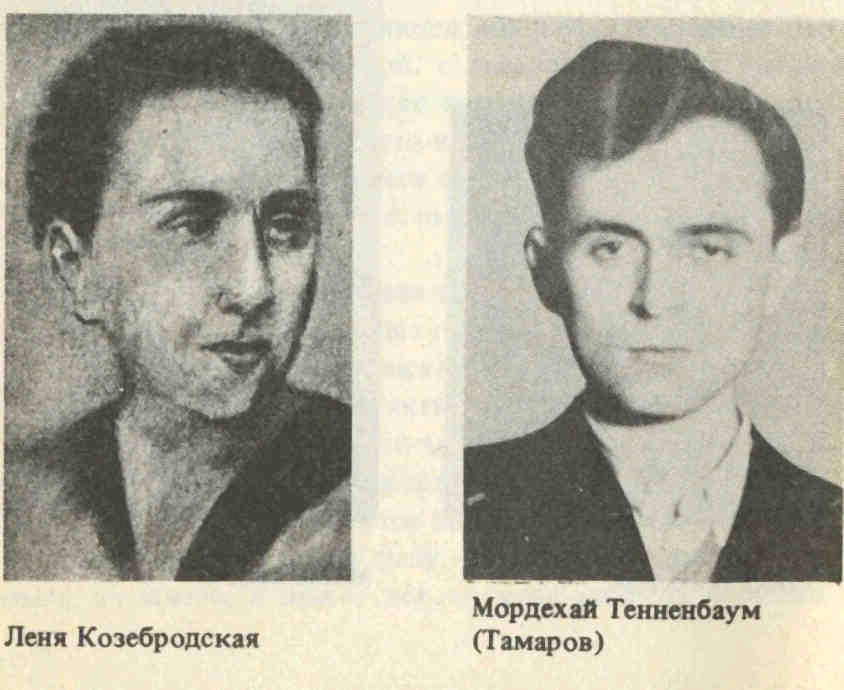 Леня Козебродская
Мордехай Тенненбаум
(Тамаров)